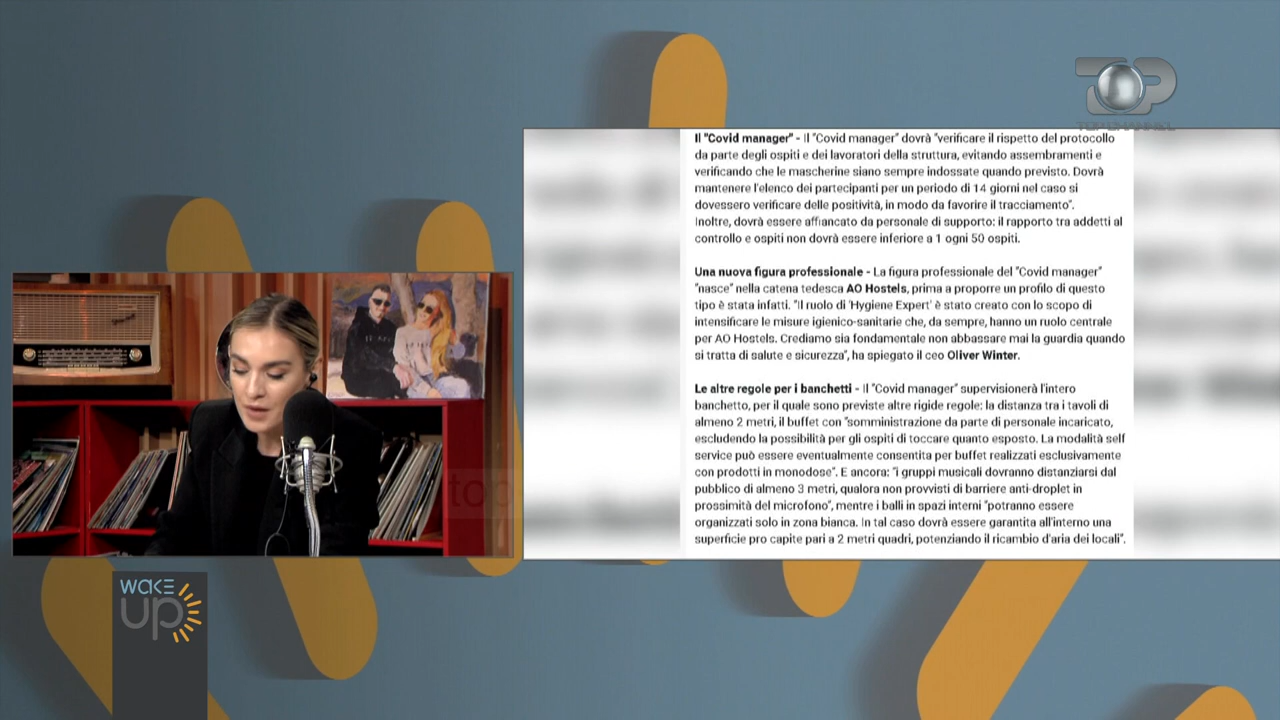 TOP
TOP CHANNEL
Il "Covid manager" - Il "Covid manager" dovrà "verificare il rispetto del protocollo
da parte degli ospiti e dei lavoratori della struttura, evitando assembramenti e
verificando che le mascherine siano sempre indossate quando previsto. Dovrà
mantenere l'elenco dei partecipanti per un periodo di 14 giorni nel caso si
dovessero verificare delle positività, in modo da favorire il tracciamento".
Inoltre, dovrà essere affiancato da personale di supporto: il rapporto tra addetti al
controllo e ospiti non dovrà essere inferiore a 1 ogni 50 ospiti.
Una nuova figura professionale - La figura professionale del "Covid manager"
"nasce" nella catena tedesca AO Hostels, prima a proporre un profilo di questo
tipo è stata infatti. "Il ruolo di 'Hygiene Expert' è stato creato con lo scopo di
intensificare le misure igienico-sanitarie che, da sempre, hanno un ruolo centrale
per AO Hostels. Crediamo sia fondamentale non abbassare mai la guardia quando
si tratta di salute e sicurezza", ha spiegato il ceo Oliver Winter.
Le altre regole per i banchetti - Il "Covid manager" supervisionerà l'intero
banchetto, per il quale sono previste altre rigide regole: la distanza tra i tavoli di
almeno 2 metri, il buffet con "somministrazione da parte di personale incaricato,
escludendo la possibilità per gli ospiti di toccare quanto esposto. La modalità self
service può essere eventualmente consentita per buffet realizzati esclusivamente
con prodotti in monodose". E ancora: "i gruppi musicali dovranno distanziarsi dal
pubblico di almeno 3 metri, qualora non provvisti di barriere anti-droplet in
prossimità del microfono", mentre i balli in spazi interni "potranno essere
organizzati solo in zona bianca. In tal caso dovrà essere garantita all'interno una
superficie pro capite pari a 2 metri quadri, potenziando il ricambio d'aria dei locali".
top
WAKE
up